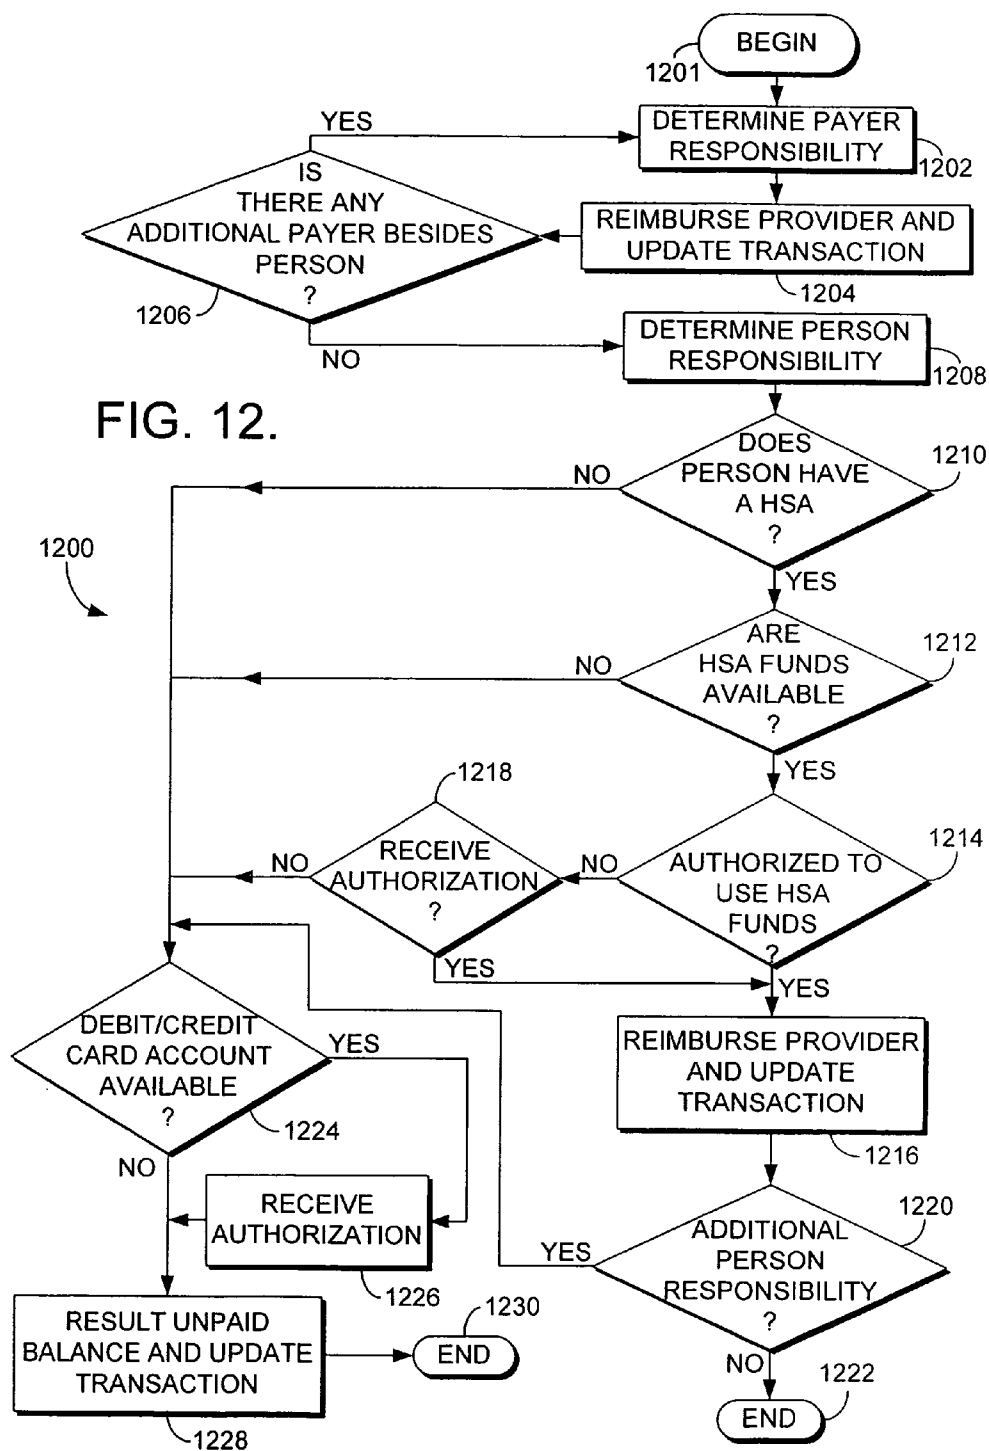 BEGIN
1201
YES
DETERMINE PAYER
RESPONSIBILITY
1202
IS
THERE ANY
ADDITIONAL PAYER BESIDES
PERSON
?
1206
REIMBURSE PROVIDER AND
UPDATE TRANSACTION
1204
NO
DETERMINE PERSON
RESPONSIBILITY
1208
FIG. 12.
DOES
PERSON HAVE
A HSA
?
1210
NO
YES
1200
ARE
HSA FUNDS
AVAILABLE
?
1212
NO
YES
1218
RECEIVE
AUTHORIZATION
?
NO
YES
AUTHORIZED TO
USE HSA
FUNDS
?
1214
NO
YES
DEBIT/CREDIT
CARD ACCOUNT
AVAILABLE
?
YES
1224
NO
REIMBURSE PROVIDER
AND UPDATE
TRANSACTION
1216
RECEIVE
AUTHORIZATION
1226
ADDITIONAL
PERSON
RESPONSIBILITY
?
1220
YES
NO
RESULT UNPAID
BALANCE AND UPDATE
TRANSACTION
1228
1230
END
END
1222